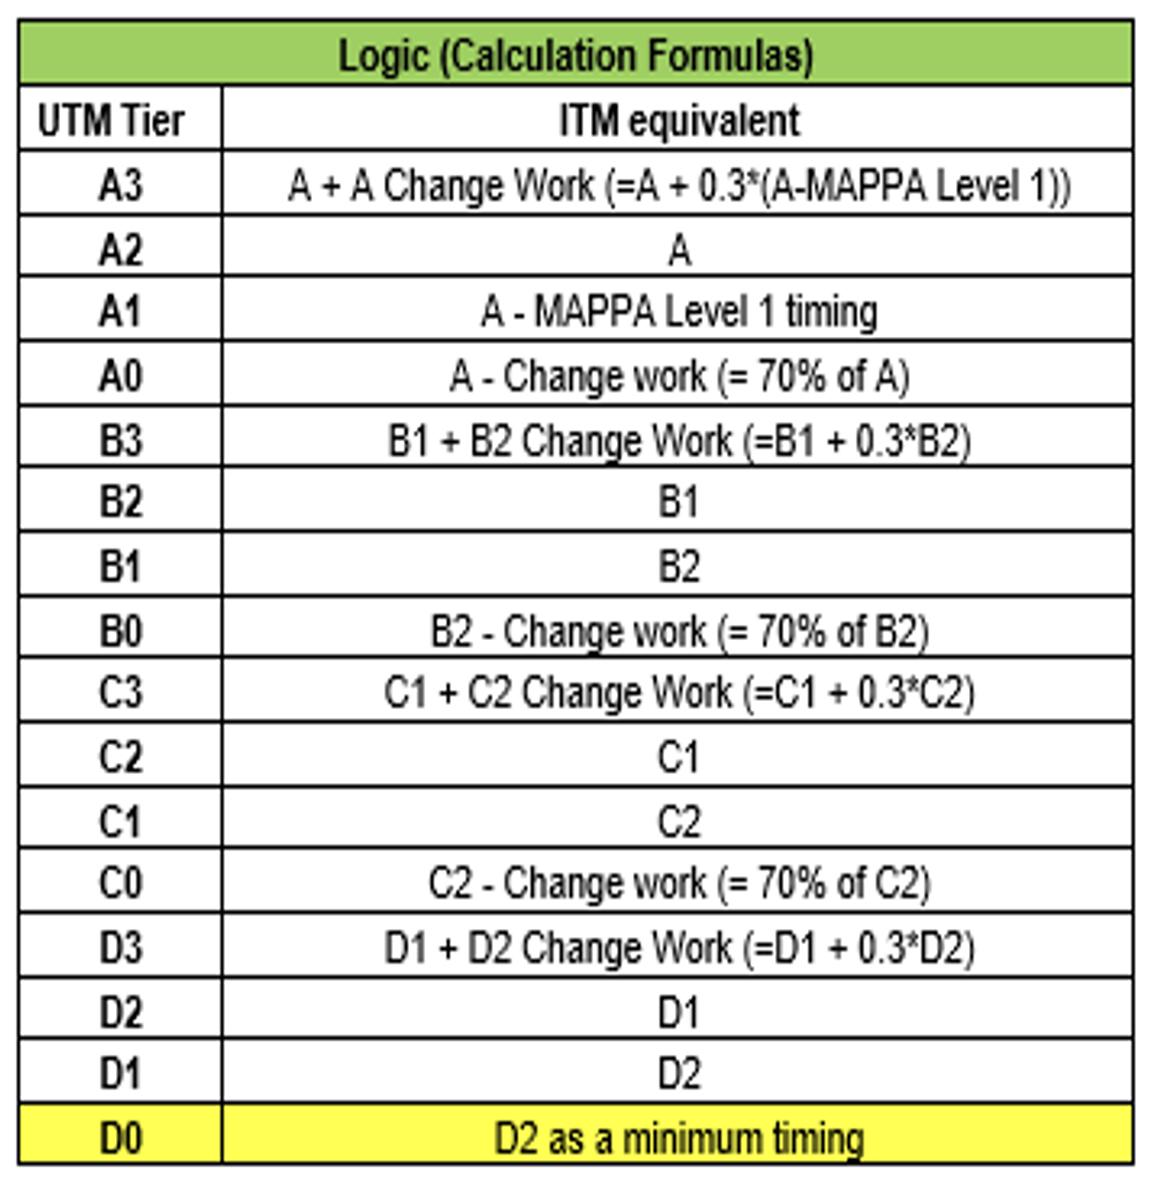 Logic (Calculation Formulas)
UTM Tier ITM equivalent
A3 A + A Change Work (=A + 0.3*(A-MAPPA Level 1))
A2 A
A1 A - MAPPA Level 1 timing
A0 A - Change work (= 70% of A)
B3 B1 + B2 Change Work (=B1 + 0.3*B2)
B2 B1
B1 B2
B0 B2 - Change work (= 70% of B2)
C3 C1 + C2 Change Work (=C1 + 0.3*C2)
C2 C1
C1 C2
C0 C2 - Change work (= 70% of C2)
D3 D1 + D2 Change Work (=D1 + 0.3*D2)
D2 D1
D1 D2
D0 D2 as a minimum timing